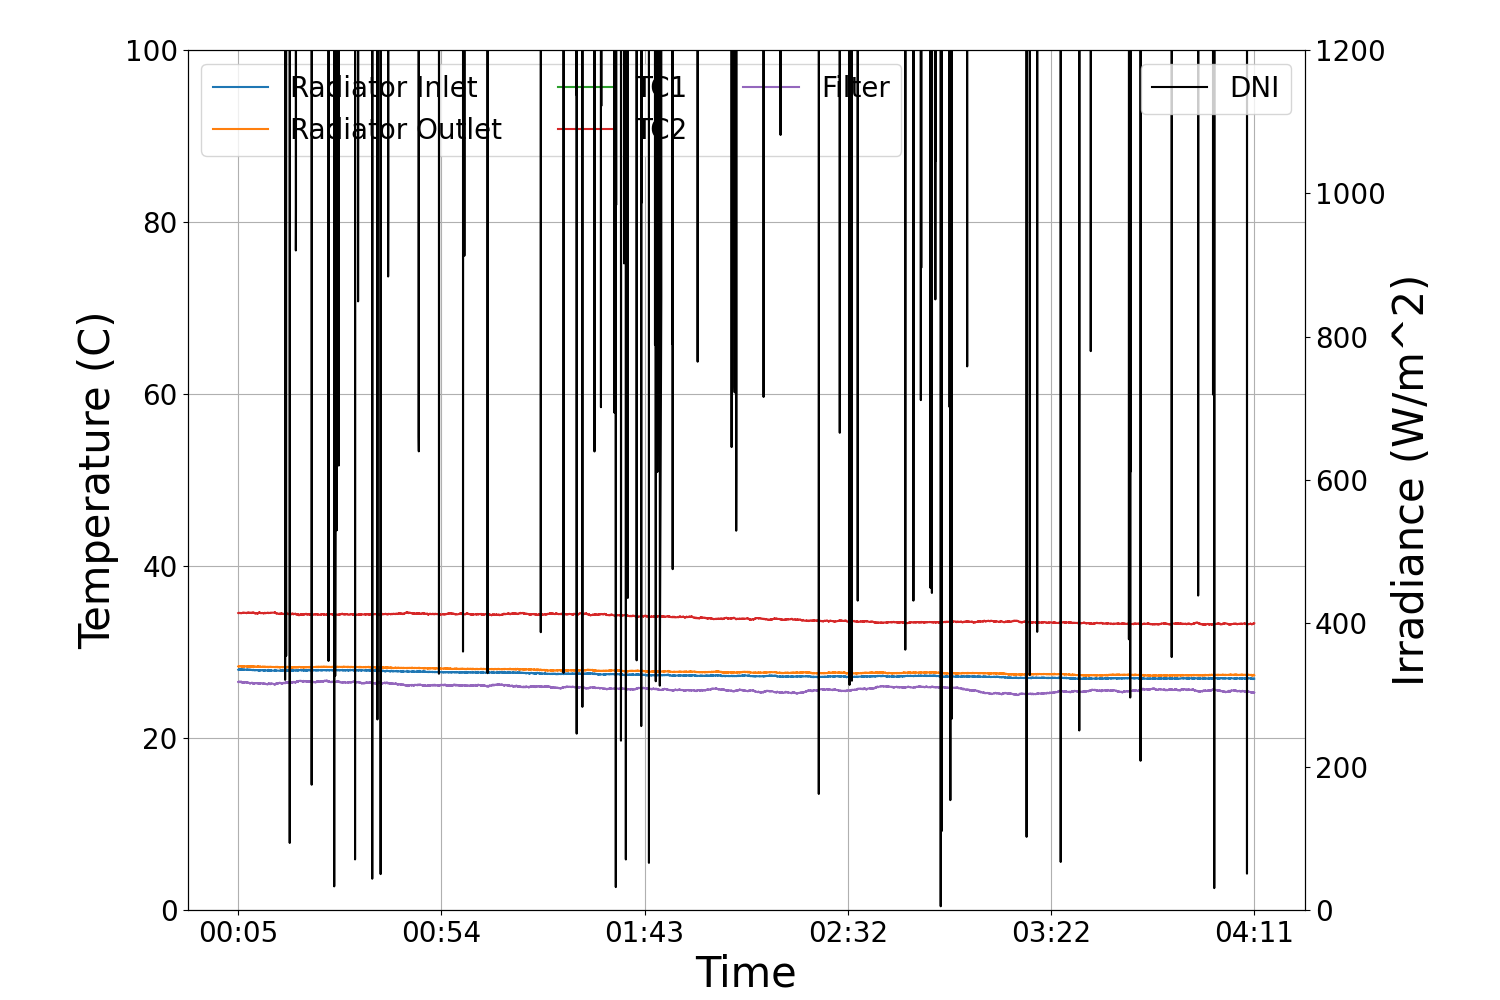 100
80
60
40
20
0
Temperature (C)
Radiator Inlet
Radiator Outlet
TC1
TC2
Filter
DNI
1200
1000
800
600
400
200
0
Irradiance (W/m^2)
00:05
00:54
01:43
02:32
03:22
04:11
Time